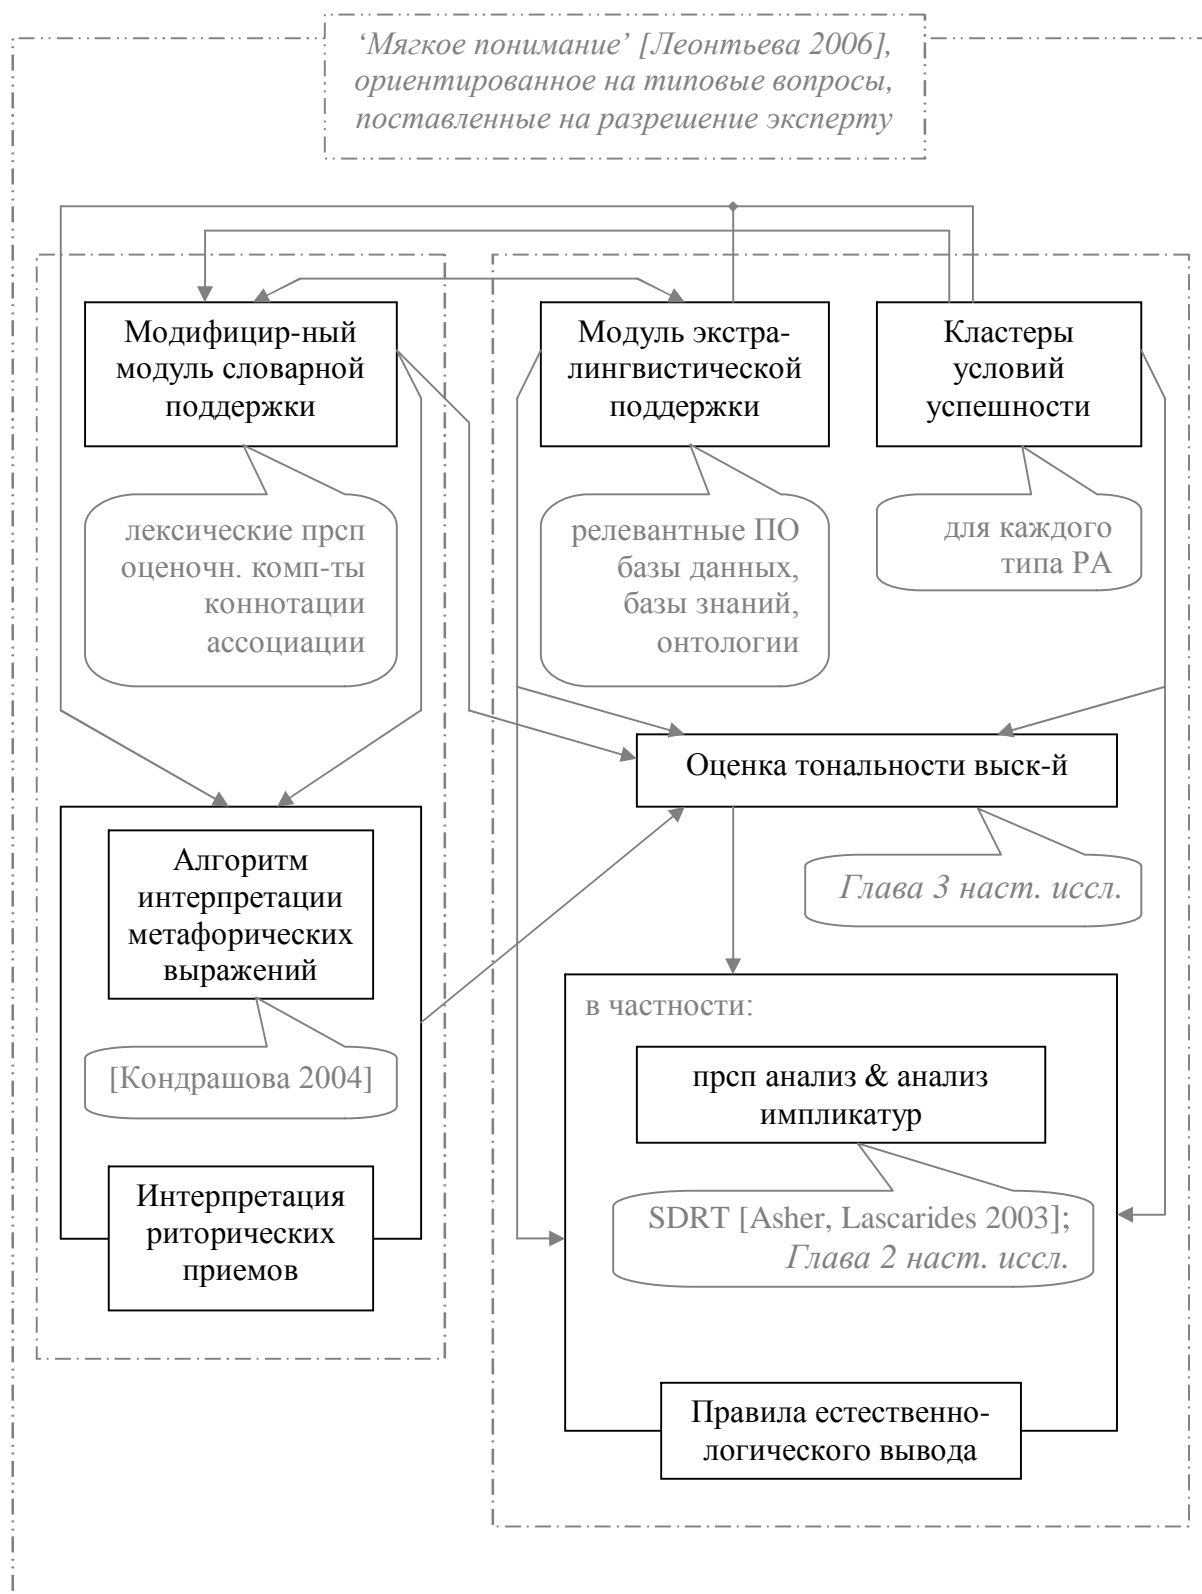 ‘Мягкое понимание’ [Леонтьева 2006],
ориентированное на типовые вопросы,
поставленные на разрешение эксперту
Модифицир-ный
модуль словарной
поддержки
Модуль экстра-
лингвистической
поддержки
Кластеры
условий
успешности
лексические прсп
оценочн. комп-ты
коннотации
ассоциации
релевантные ПО
базы данных,
базы знаний,
онтологии
для каждого
типа РА
Оценка тональности выск-й
Глава 3 наст. иссл.
Алгоритм
интерпретации
метафорических
выражений
[Кондрашова 2004]
Интерпретация
риторических
приемов
в частности:
прсп анализ & анализ
импликатур
SDRT [Asher, Lascarides 2003];
Глава 2 наст. иссл.
Правила естественно-
логического вывода